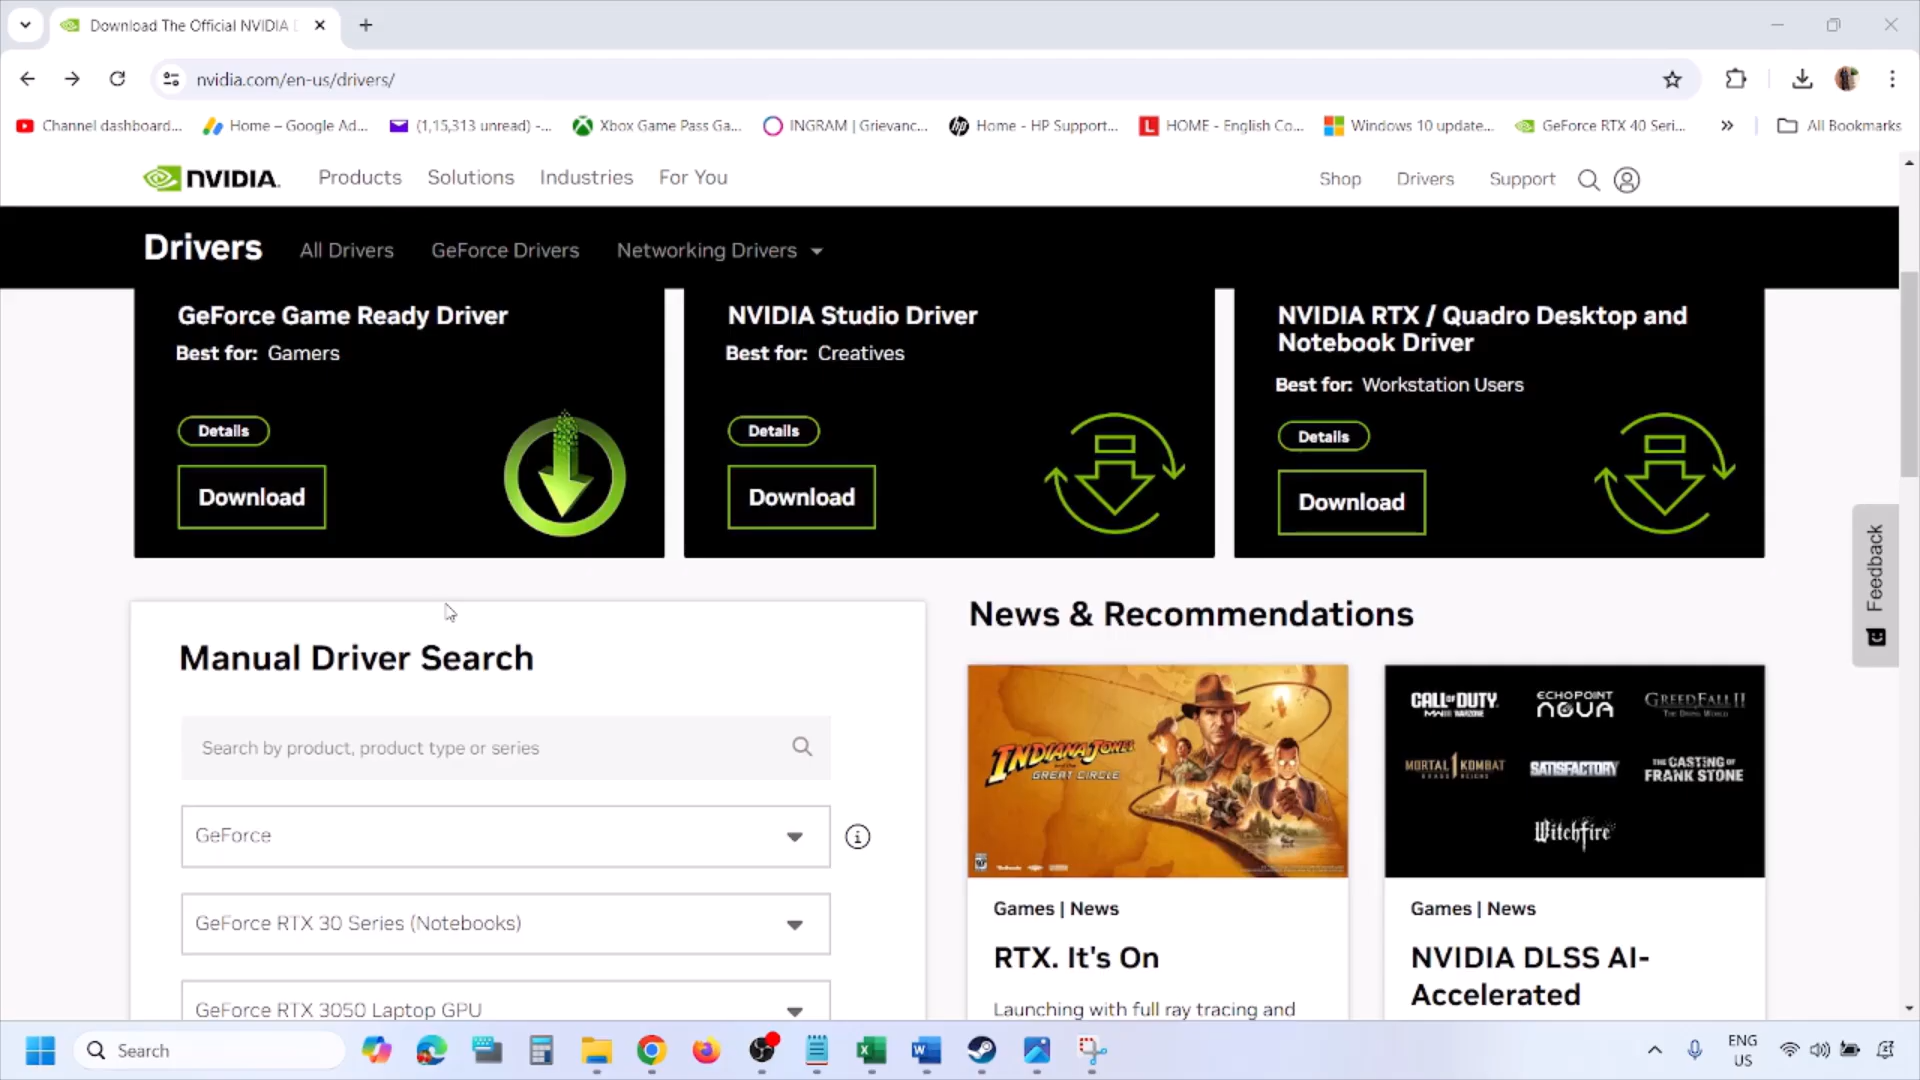 Download The Official NVIDIA D
nvidia.com/en-us/drivers/
Channel dashboard...
Home – Google Ad...
(1,15,313 unread) -...
Xbox Game Pass Ga...
INGRAM | Grievanc...
Home - HP Support...
HOME - English Co...
Windows 10 update...
GeForce RTX 40 Seri...
All Bookmarks
NVIDIA.
Products
Solutions
Industries
For You
Shop
Drivers
Support
Drivers
All Drivers
GeForce Drivers
Networking Drivers
GeForce Game Ready Driver
Best for: Gamers
Details
Download
NVIDIA Studio Driver
Best for: Creatives
Details
Download
NVIDIA RTX / Quadro Desktop and
Notebook Driver
Best for: Workstation Users
Details
Download
Feedback
Manual Driver Search
Search by product, product type or series
GeForce
GeForce RTX 30 Series (Notebooks)
GeForce RTX 3050 Laptop GPU
News & Recommendations
INDIANA JONES
GREAT CIRCLE
Games | News
RTX. It's On
Launching with full ray tracing and
CALL OF DUTY
ECHOPOINT
NOVA
GREEDFALL II
MORTAL KOMBAT 1
SATISFACTORY
THE CASTING OF
FRANK STONE
Witchfire
Games | News
NVIDIA DLSS AI-
Accelerated
Search
ENG
US